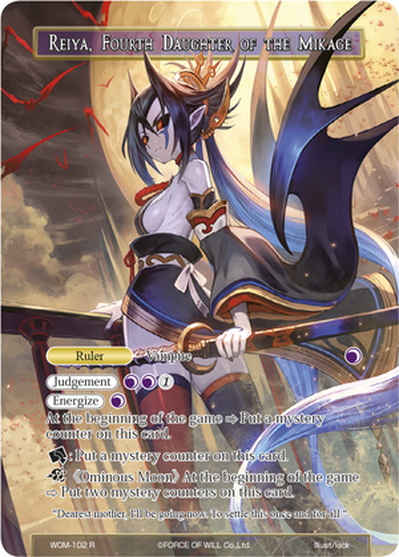 Reiya, Fourth Daughter of the Mikage
Ruler Vampire
Judgement 1
Energize
At the beginning of the game ⇨ Put a mystery
counter on this card.
: Put a mystery counter on this card.
《Ominous Moon》 At the beginning of the game
⇨ Put two mystery counters on this card.
"Dearest mother, I'll be going now. To settle this once and for all."
WOM-102 R ©FORCE OF WILL Co.,Ltd. Illust/jack